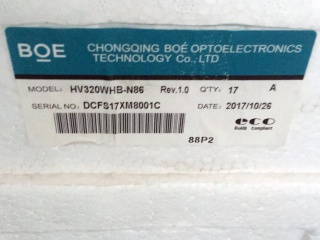 BOE CHONGQING BOE OPTOELECTRONICS
TECHNOLOGY Co., LTD
MODEL: HV320WHB-N86 Rev.1.0 Q'TY: 17 A
SERIAL NO.: DCFS17XM8001C DATE: 2017/10/26
eco
RoHS Compliant
88P2